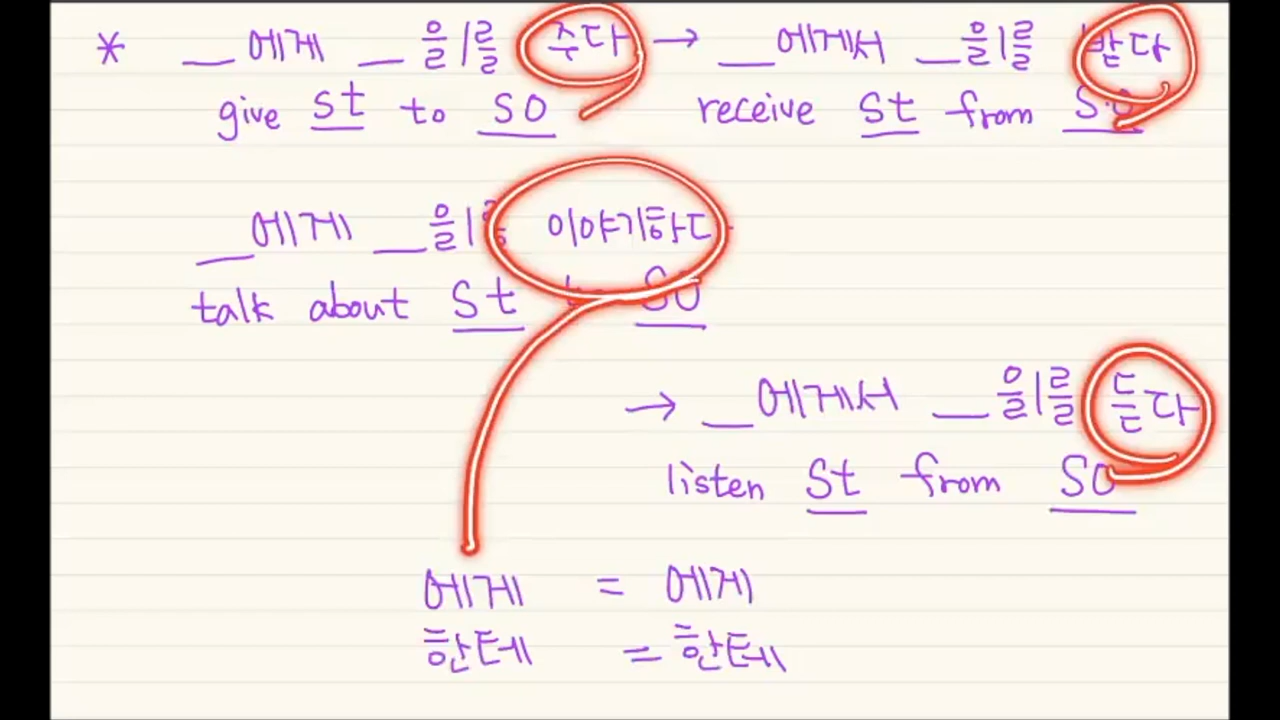 * __에게 __을/를 주다 → __에게서 __을/를 받다
give st to so receive st from so
__에게 __을/를 이야기하다
talk about st to so
→ __에게서 __을/를 듣다
listen st from so
에게 = 에게
한테 = 한테